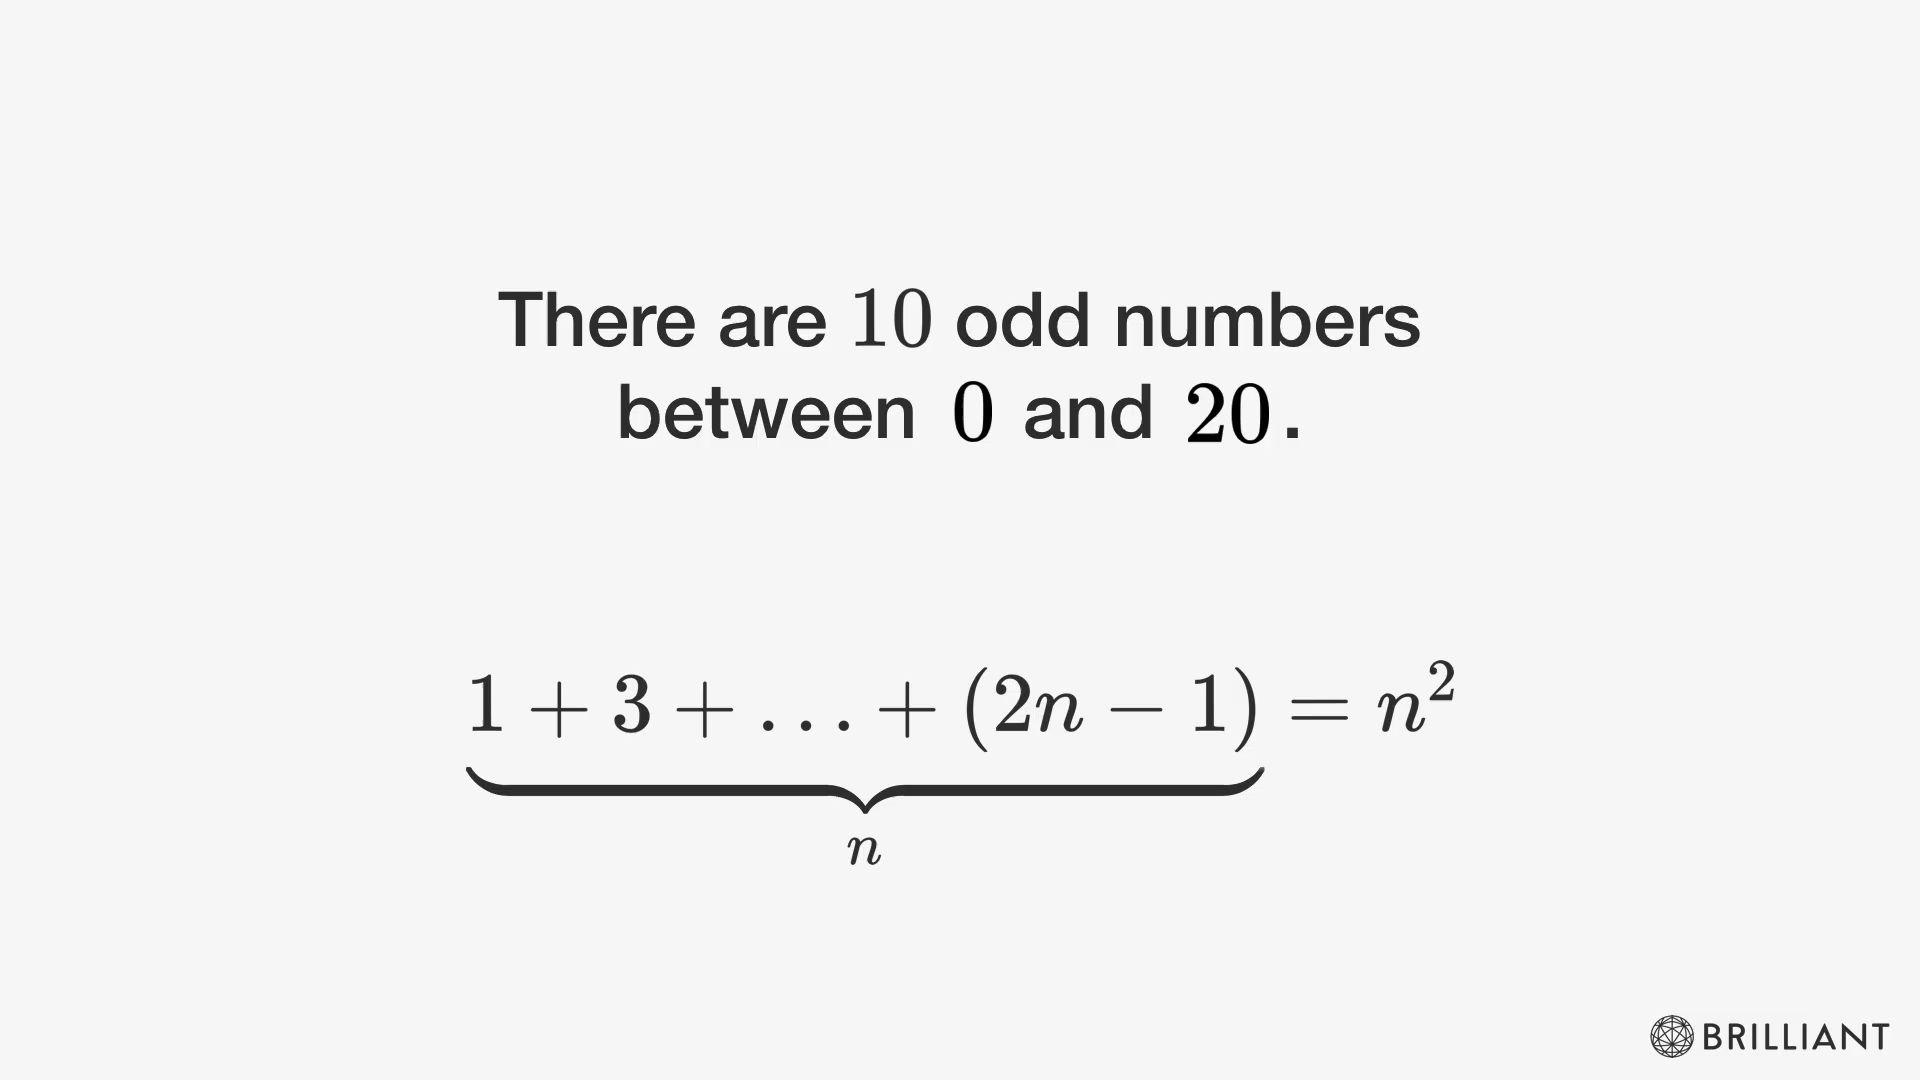 There are 10 odd numbers
between 0 and 20.
1 + 3 + . . . + (2n − 1) = n²
n
BRILLIANT